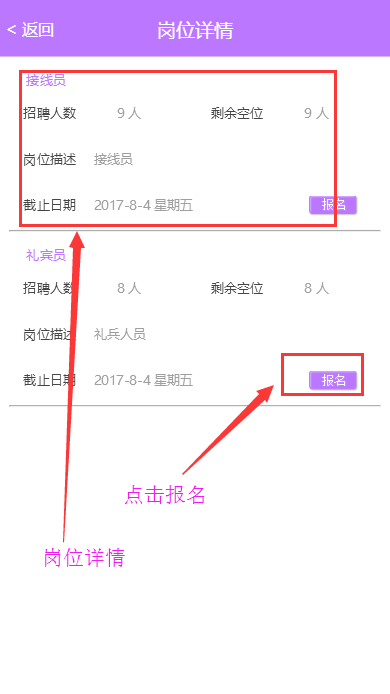 < 返回 岗位详情
接线员
招聘人数 9 人 剩余空位 9 人
岗位描述 接线员
截止日期 2017-8-4 星期五 报名
礼宾员
招聘人数 8 人 剩余空位 8 人
岗位描述 礼兵人员
截止日期 2017-8-4 星期五 报名
点击报名
岗位详情